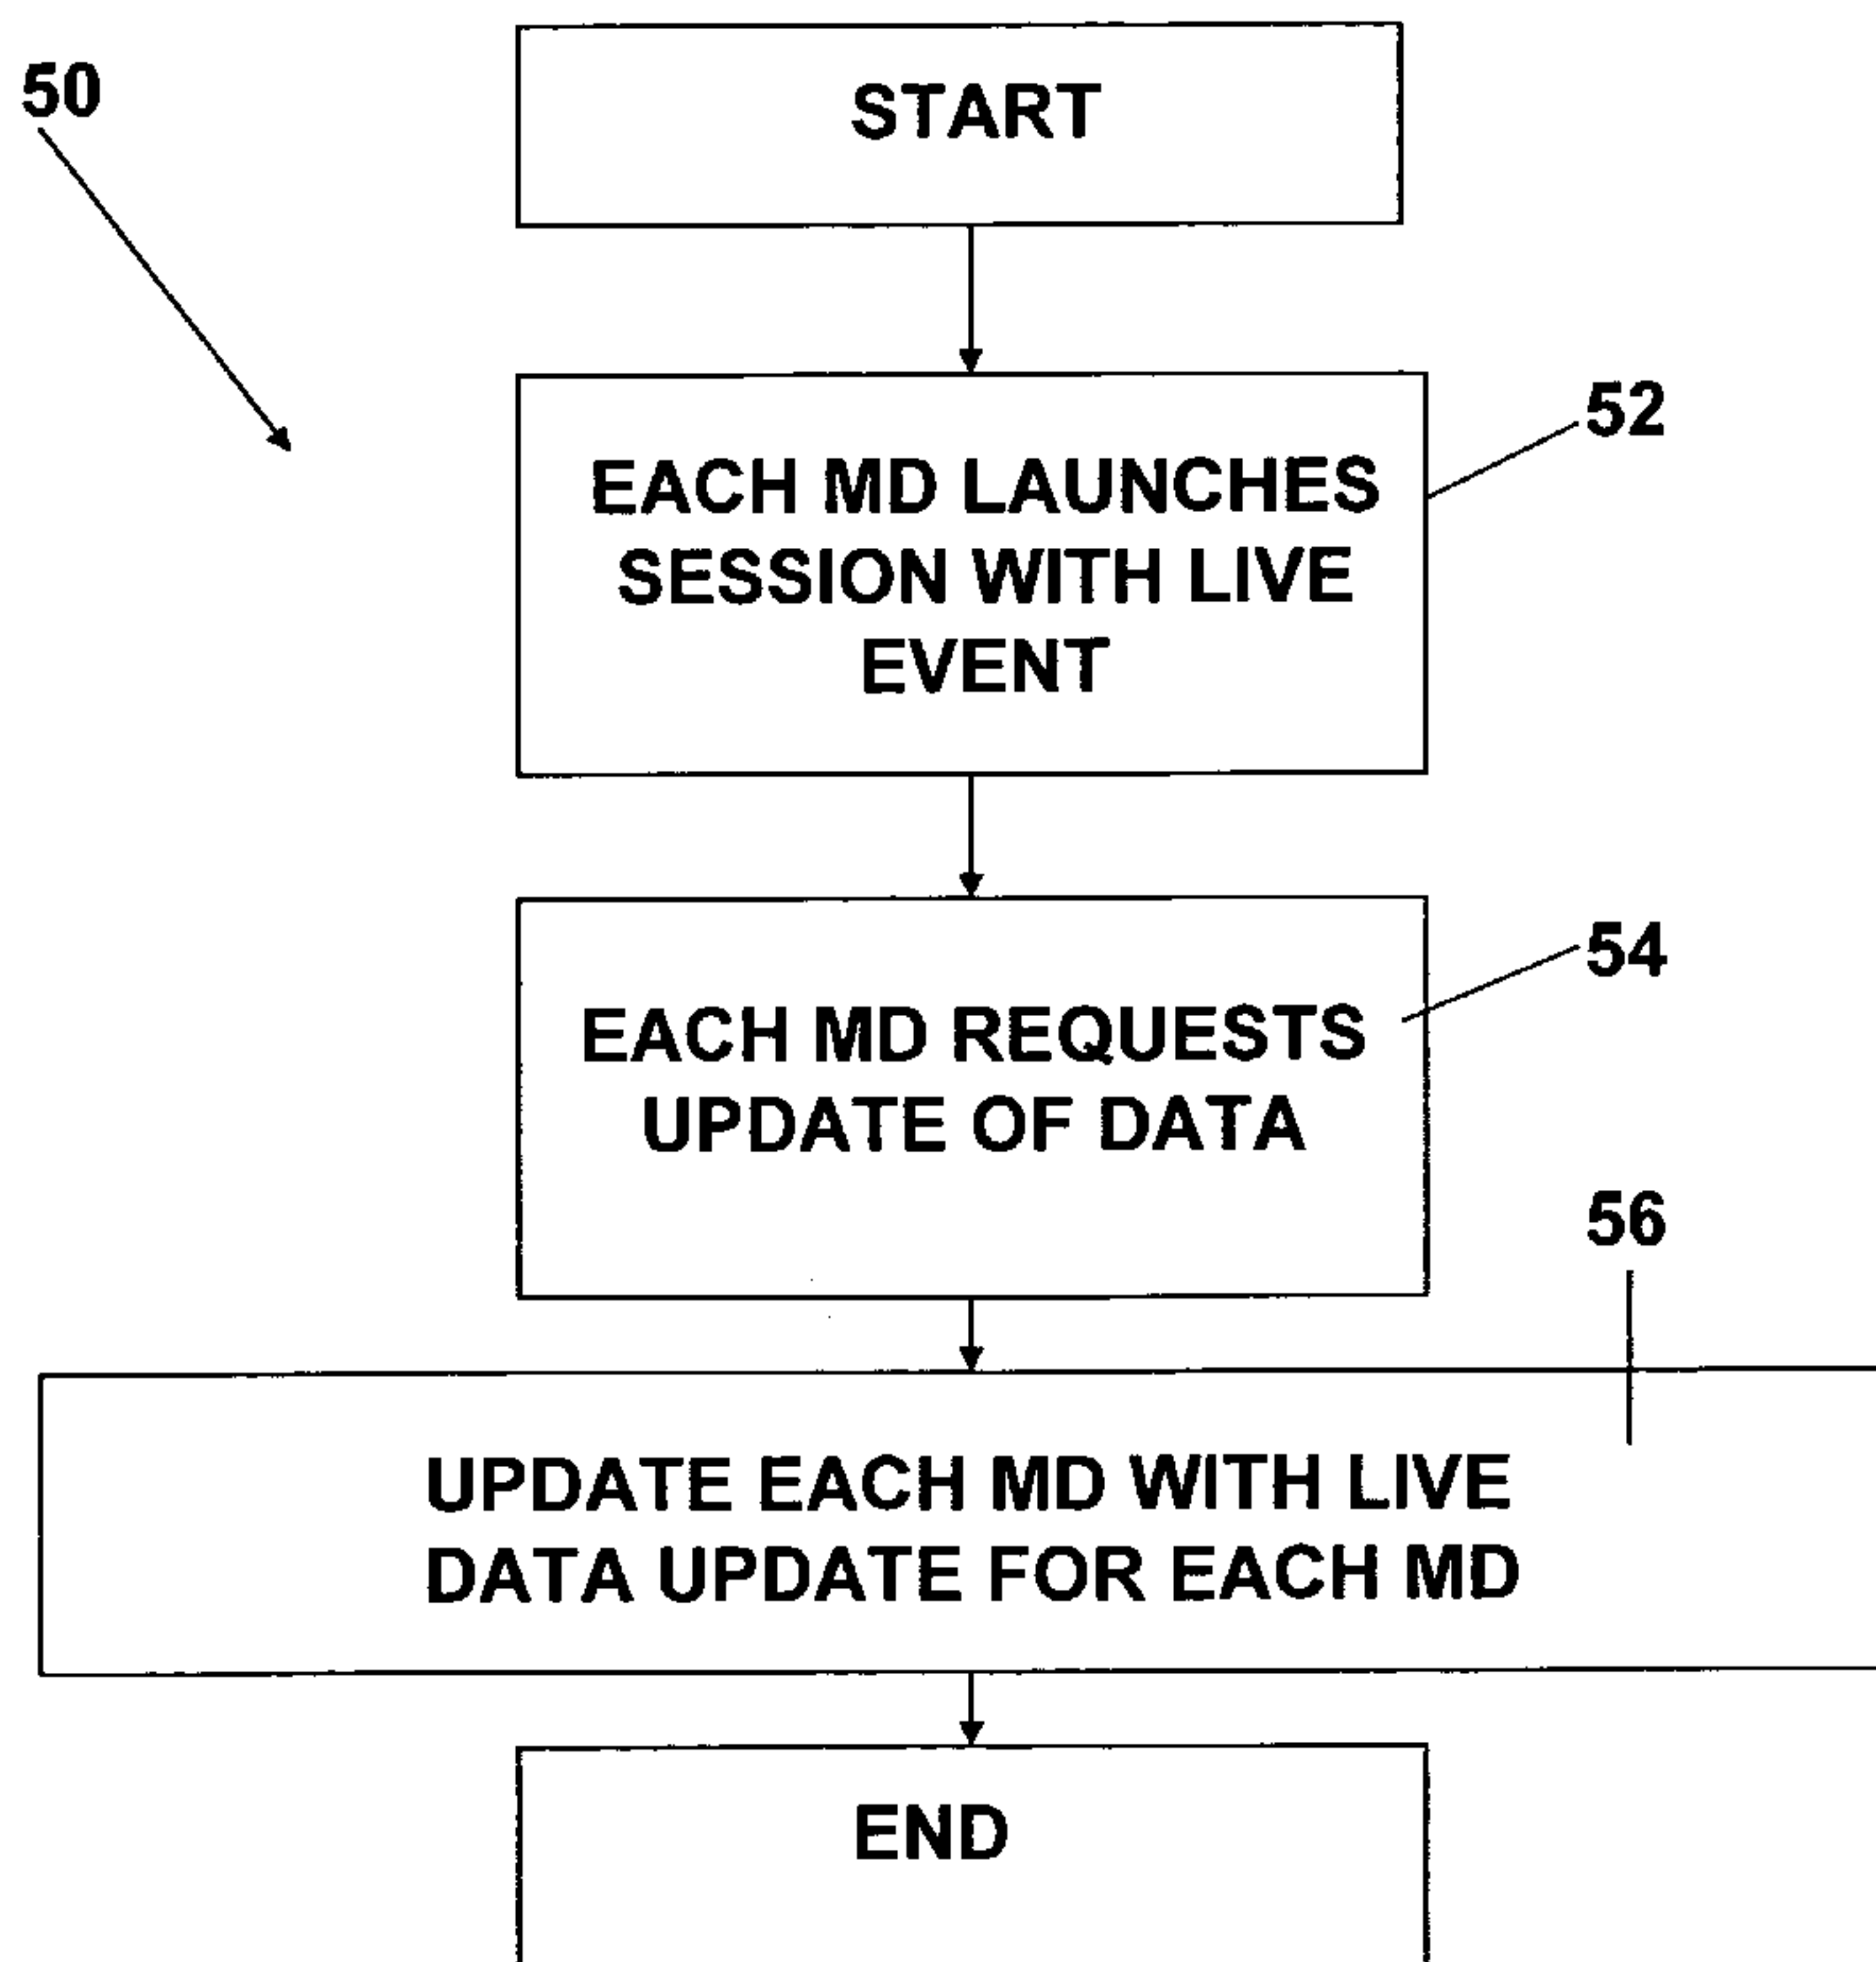 50
START
52
EACH MD LAUNCHES
SESSION WITH LIVE
EVENT
54
EACH MD REQUESTS
UPDATE OF DATA
56
UPDATE EACH MD WITH LIVE
DATA UPDATE FOR EACH MD
END